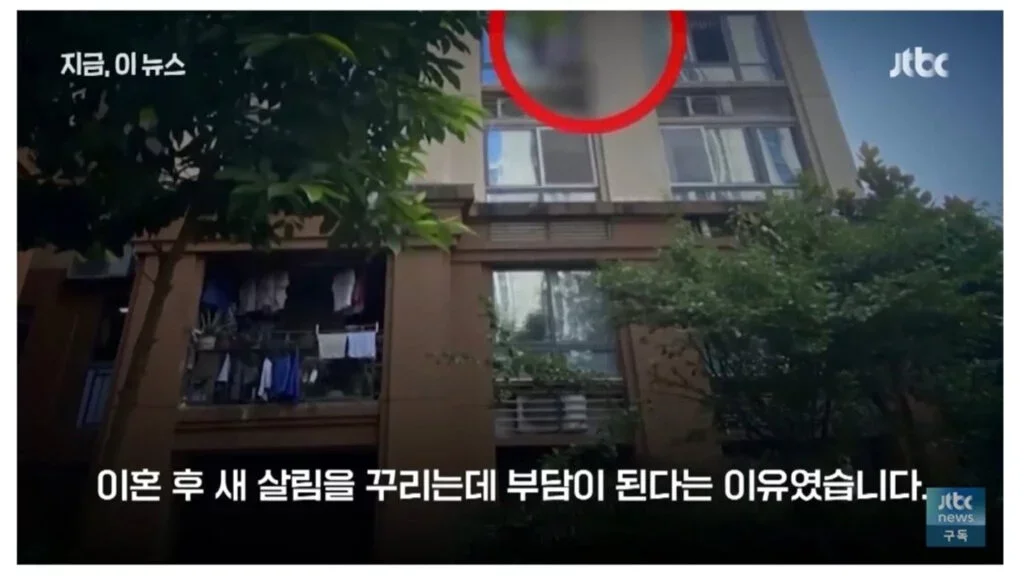 지금, 이 뉴스
jtbc
이혼 후 새 살림을 꾸리는데 부담이 된다는 이유였습니다.
jtbc
news
구독